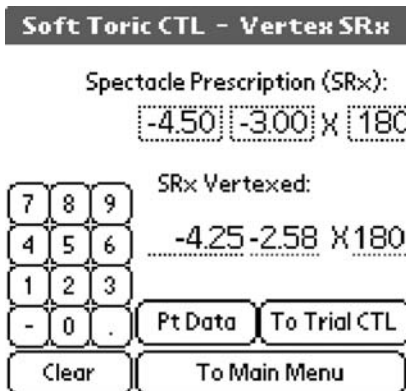 Soft Toric CTL - Vertex SRx
Spectacle Prescription (SRx):
-4.50 -3.00 X 180
SRx Vertexed:
-4.25 -2.58 X 180
7 8 9
4 5 6
1 2 3
- 0 .
Pt Data To Trial CTL
Clear To Main Menu